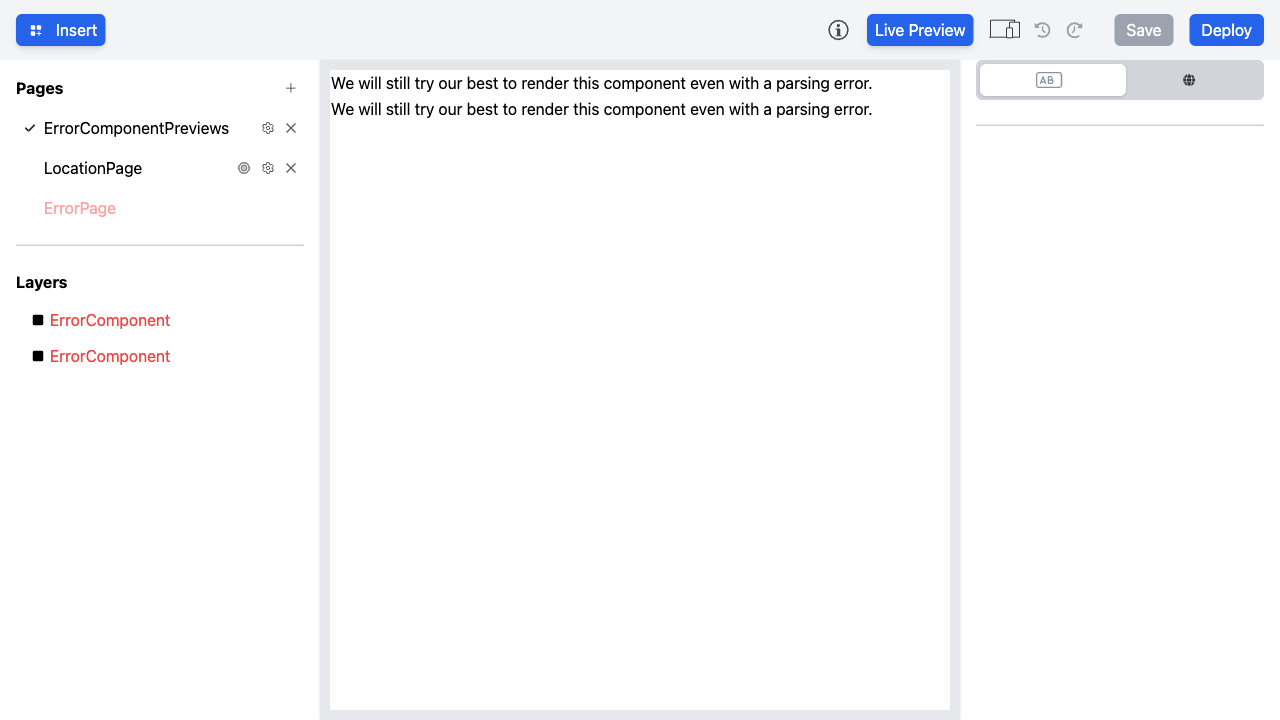 Insert
Live Preview
Save
Deploy
Pages
ErrorComponentPreviews
LocationPage
ErrorPage
Layers
ErrorComponent
ErrorComponent
We will still try our best to render this component even with a parsing error.
We will still try our best to render this component even with a parsing error.
AB